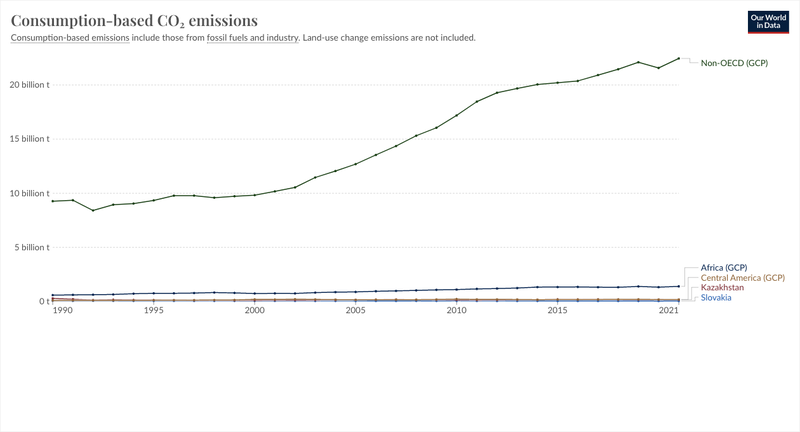 Consumption-based CO₂ emissions
Consumption-based emissions include those from fossil fuels and industry. Land-use change emissions are not included.
Our World
in Data
20 billion t
15 billion t
10 billion t
5 billion t
0 t
Non-OECD (GCP)
Africa (GCP)
Central America (GCP)
Kazakhstan
Slovakia
1990 1995 2000 2005 2010 2015 2021